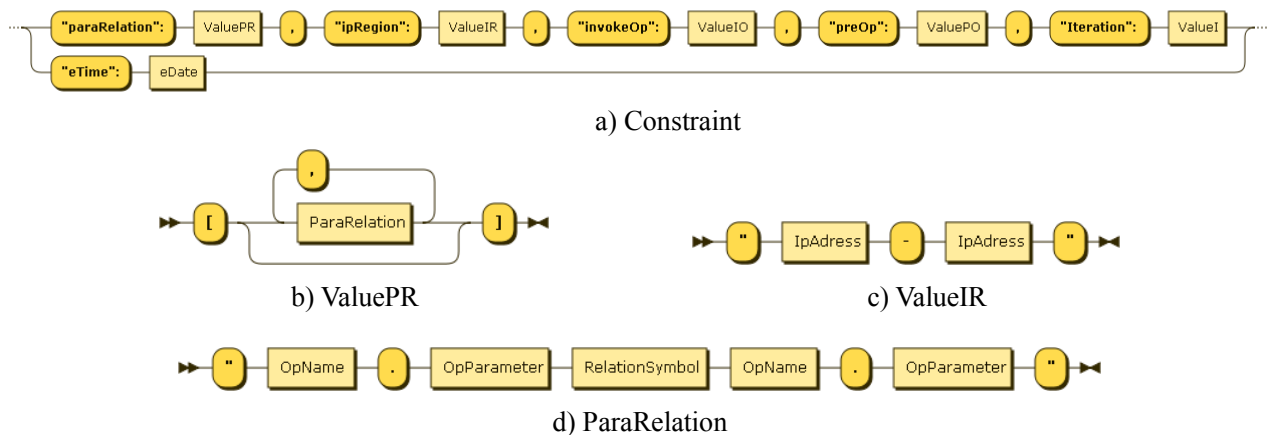 "paraRelation": ValuePR , "ipRegion": ValueIR , "invokeOp": ValueIO , "preOp": ValuePO , "Iteration": ValueI
"eTime": eDate
a) Constraint
,
[ ParaRelation ]
b) ValuePR
" IpAdress - IpAdress "
c) ValueIR
" OpName . OpParameter RelationSymbol OpName . OpParameter "
d) ParaRelation